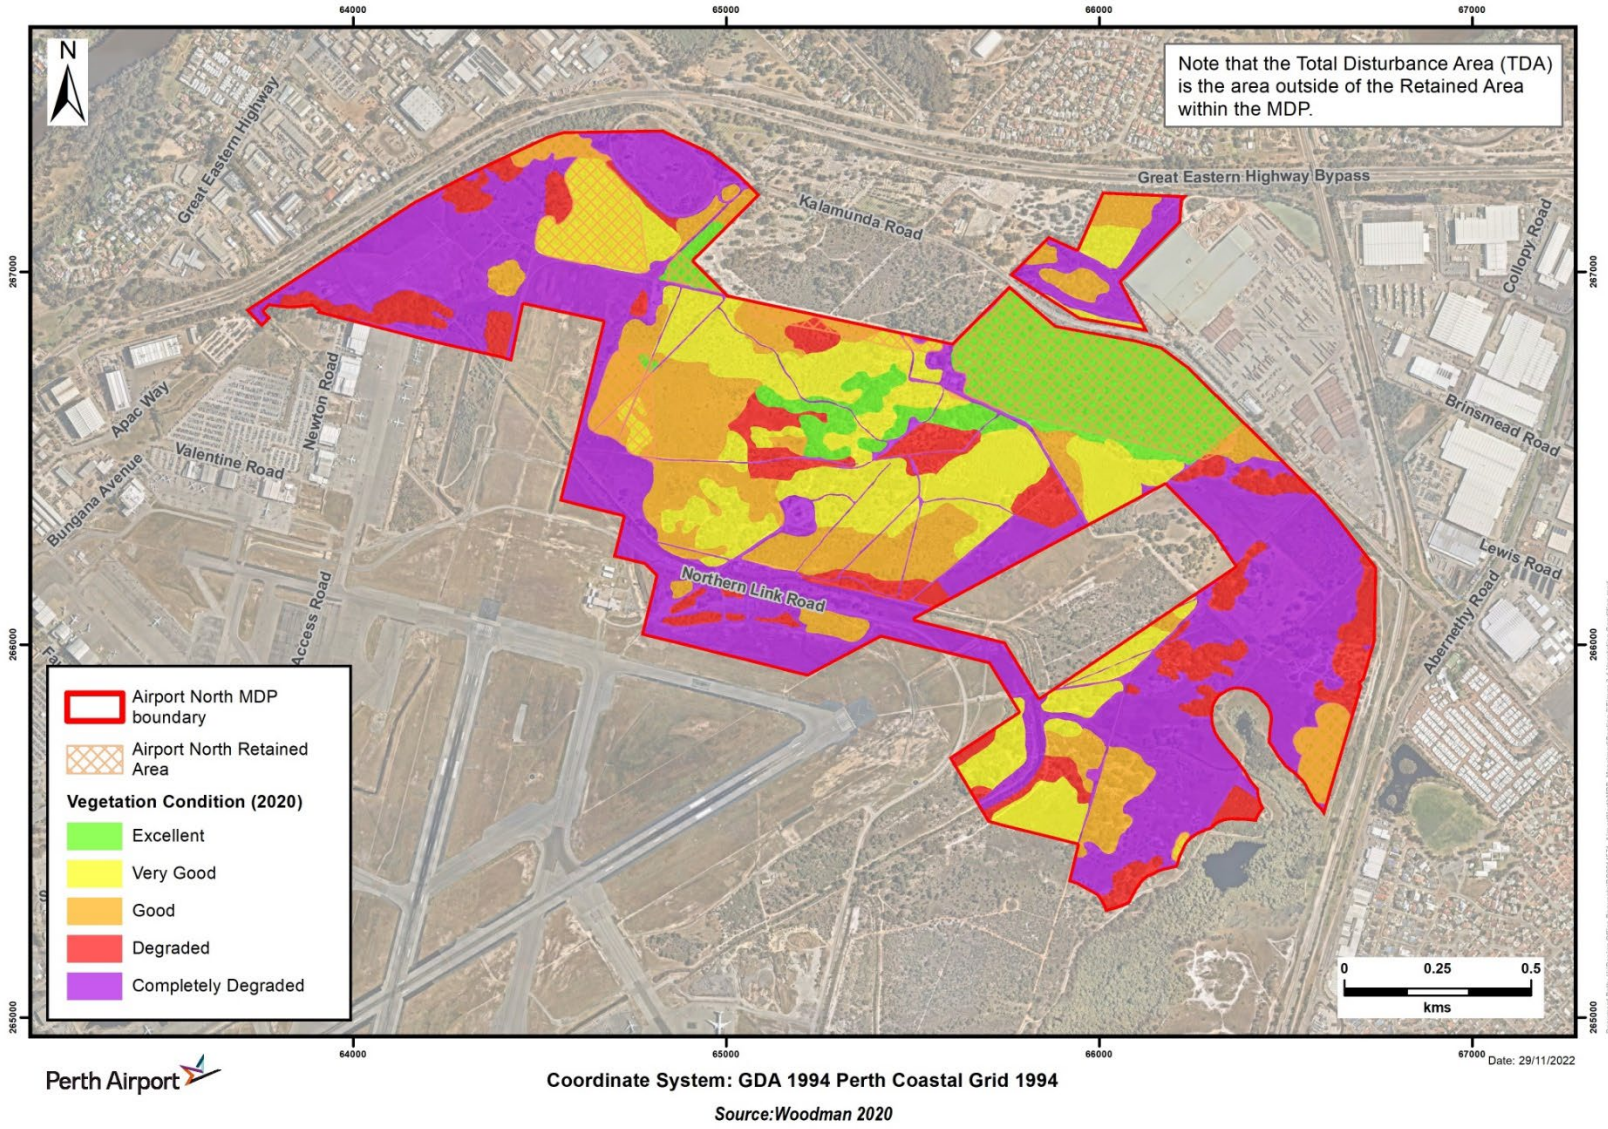 64000
65000
66000
67000
N
Note that the Total Disturbance Area (TDA)
is the area outside of the Retained Area
within the MDP.
Great Eastern Highway
Great Eastern Highway Bypass
Kalamunda Road
Collopy Road
267000
267000
Apac Way
Newton Road
Valentine Road
Bungana Avenue
Brinsmead Road
Lewis Road
Abernethy Road
Northern Link Road
Access Road
266000
266000
Airport North MDP
boundary
Airport North Retained
Area
Vegetation Condition (2020)
Excellent
Very Good
Good
Degraded
Completely Degraded
0 0.25 0.5
kms
265000
265000
64000
65000
66000
67000
Date: 29/11/2022
Perth Airport
Coordinate System: GDA 1994 Perth Coastal Grid 1994
Source:Woodman 2020